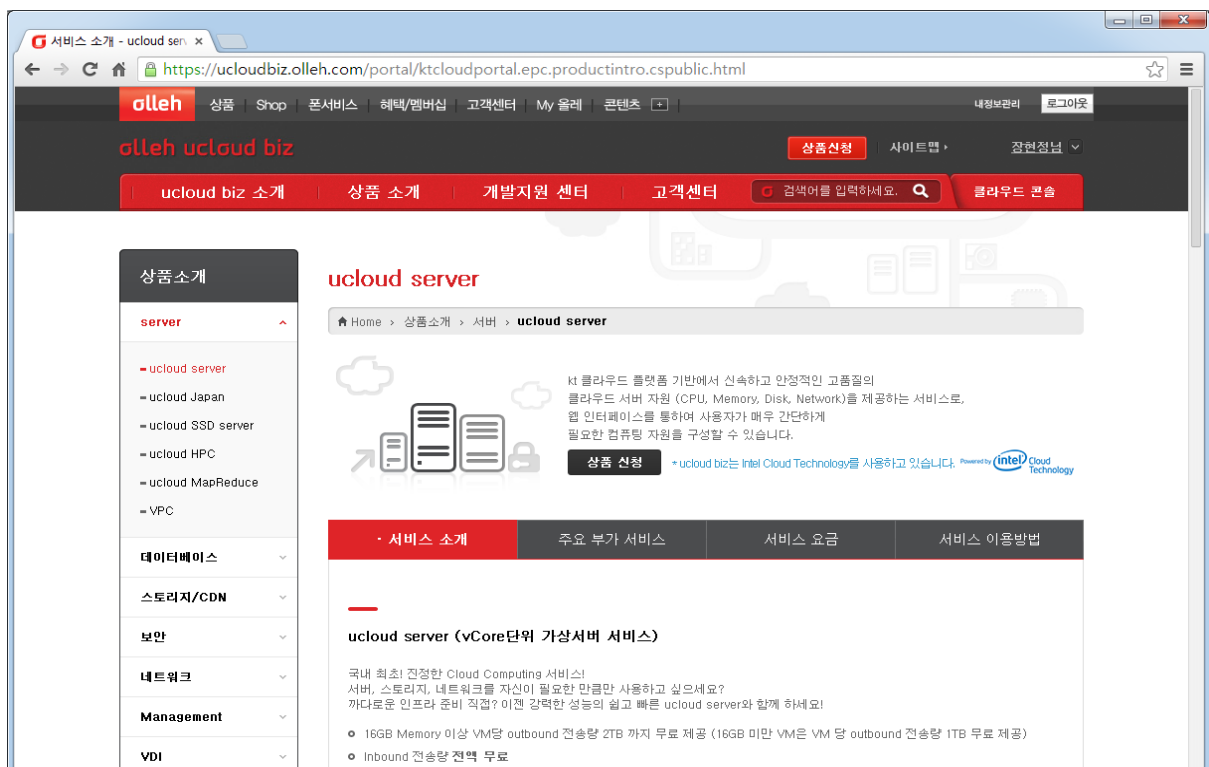 서비스 소개 - ucloud serv
https://ucloudbiz.olleh.com/portal/ktcloudportal.epc.productintro.cspublic.html
olleh 상품 Shop 폰서비스 혜택/멤버십 고객센터 My 올레 콘텐츠 내정보관리 로그아웃
olleh ucloud biz 상품신청 사이트맵 장현정님
ucloud biz 소개 상품 소개 개발지원 센터 고객센터 검색어를 입력하세요. 클라우드 콘솔
상품소개
ucloud server
server
Home › 상품소개 › 서버 › ucloud server
ucloud server
ucloud Japan
ucloud SSD server
ucloud HPC
ucloud MapReduce
VPC
데이터베이스
스토리지/CDN
보안
네트워크
Management
VDI
kt 클라우드 플랫폼 기반에서 신속하고 안정적인 고품질의
클라우드 서버 자원 (CPU, Memory, Disk, Network)을 제공하는 서비스로,
웹 인터페이스를 통하여 사용자가 매우 간단하게
필요한 컴퓨팅 자원을 구성할 수 있습니다.
상품 신청 * ucloud biz는 Intel Cloud Technology를 사용하고 있습니다. Powered by intel Cloud Technology
· 서비스 소개 주요 부가 서비스 서비스 요금 서비스 이용방법
ucloud server (vCore단위 가상서버 서비스)
국내 최초! 진정한 Cloud Computing 서비스!
서버, 스토리지, 네트워크를 자신이 필요한 만큼만 사용하고 싶으세요?
까다로운 인프라 준비 직접? 이젠 강력한 성능의 쉽고 빠른 ucloud server와 함께 하세요!
16GB Memory 이상 VM당 outbound 전송량 2TB 까지 무료 제공 (16GB 미만 VM은 VM 당 outbound 전송량 1TB 무료 제공)
Inbound 전송량 전액 무료